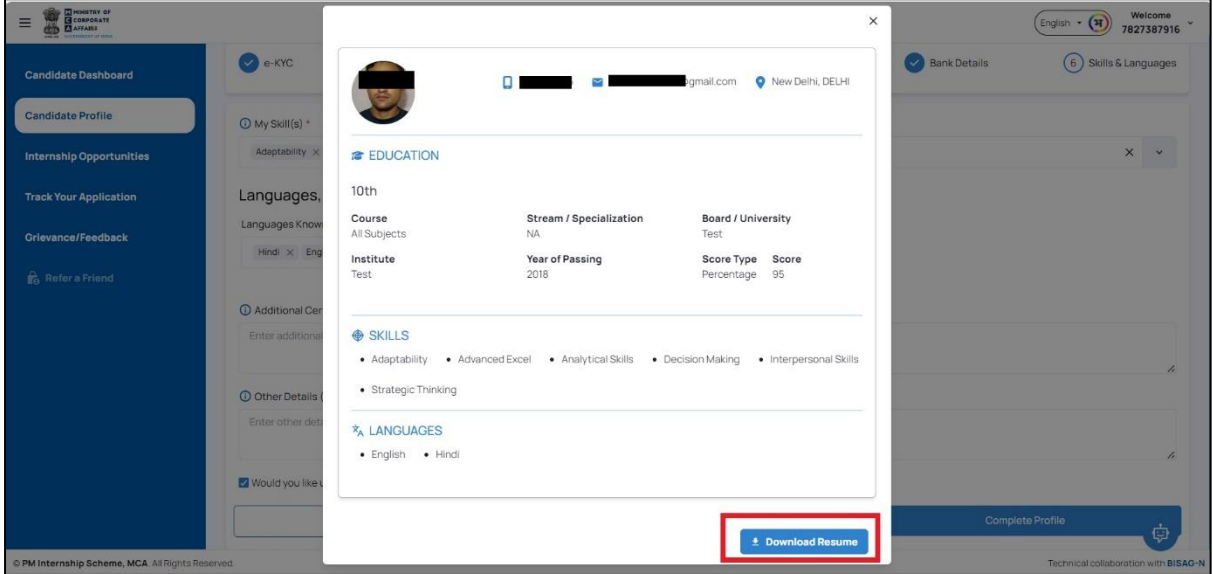 MINISTRY OF
CORPORATE
AFFAIRS
GOVERNMENT OF INDIA
English
अ
Welcome
7827387916
Candidate Dashboard
Candidate Profile
Internship Opportunities
Track Your Application
Grievance/Feedback
Refer a Friend
e-KYC
Bank Details
6 Skills & Languages
My Skill(s) *
Adaptability
Languages,
Languages Know
Hindi Eng
Additional Cer
Enter additional
Other Details (
Enter other deta
Would you like u
Complete Profile
@gmail.com New Delhi, DELHI
EDUCATION
10th
Course Stream / Specialization Board / University
All Subjects NA Test
Institute Year of Passing Score Type Score
Test 2018 Percentage 95
SKILLS
• Adaptability • Advanced Excel • Analytical Skills • Decision Making • Interpersonal Skills
• Strategic Thinking
LANGUAGES
• English • Hindi
Download Resume
© PM Internship Scheme, MCA. All Rights Reserved.
Technical collaboration with BISAG-N